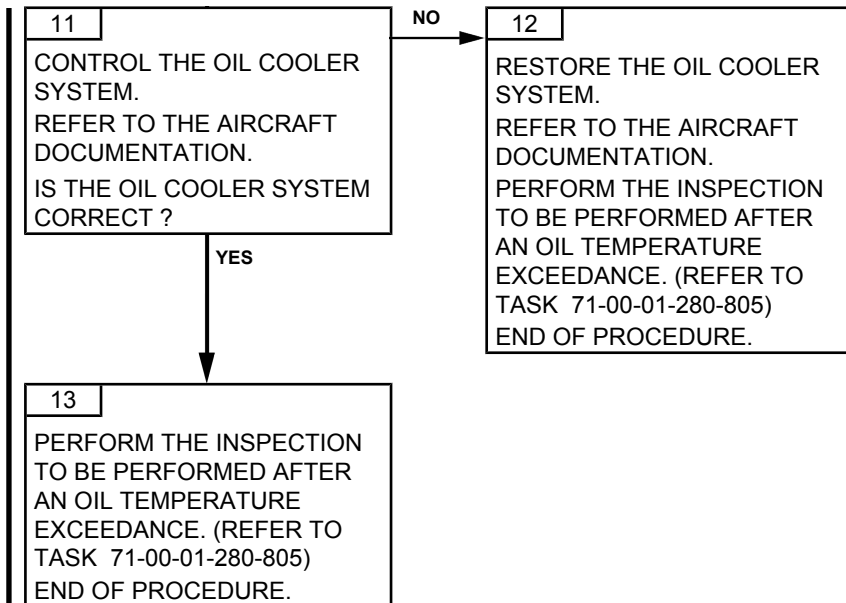 11
CONTROL THE OIL COOLER
SYSTEM.
REFER TO THE AIRCRAFT
DOCUMENTATION.
IS THE OIL COOLER SYSTEM
CORRECT ?
NO
12
RESTORE THE OIL COOLER
SYSTEM.
REFER TO THE AIRCRAFT
DOCUMENTATION.
PERFORM THE INSPECTION
TO BE PERFORMED AFTER
AN OIL TEMPERATURE
EXCEEDANCE. (REFER TO
TASK 71-00-01-280-805)
END OF PROCEDURE.
YES
13
PERFORM THE INSPECTION
TO BE PERFORMED AFTER
AN OIL TEMPERATURE
EXCEEDANCE. (REFER TO
TASK 71-00-01-280-805)
END OF PROCEDURE.